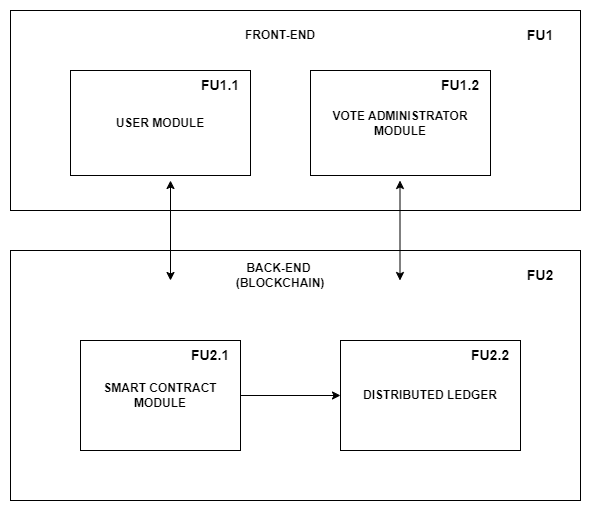 FRONT-END
FU1
FU1.1
USER MODULE
FU1.2
VOTE ADMINISTRATOR
MODULE
BACK-END
(BLOCKCHAIN)
FU2
FU2.1
SMART CONTRACT
MODULE
FU2.2
DISTRIBUTED LEDGER